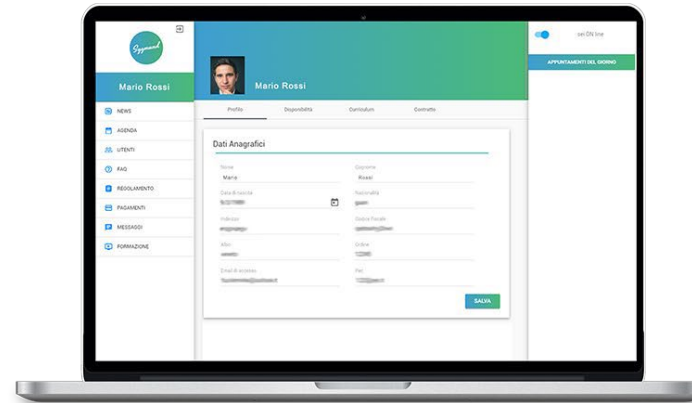 Sygmund
Mario Rossi
NEWS
AGENDA
UTENTI
FAQ
REGOLAMENTO
PAGAMENTI
MESSAGGI
FORMAZIONE
Mario Rossi
Profilo Disponibilità Curriculum Contratto
Dati Anagrafici
Nome Cognome
Mario Rossi
Data di nascita Nazionalità
Indirizzo Codice Fiscale
Albo Ordine
Email di accesso Pec
SALVA
sei ON line
APPUNTAMENTI DEL GIORNO